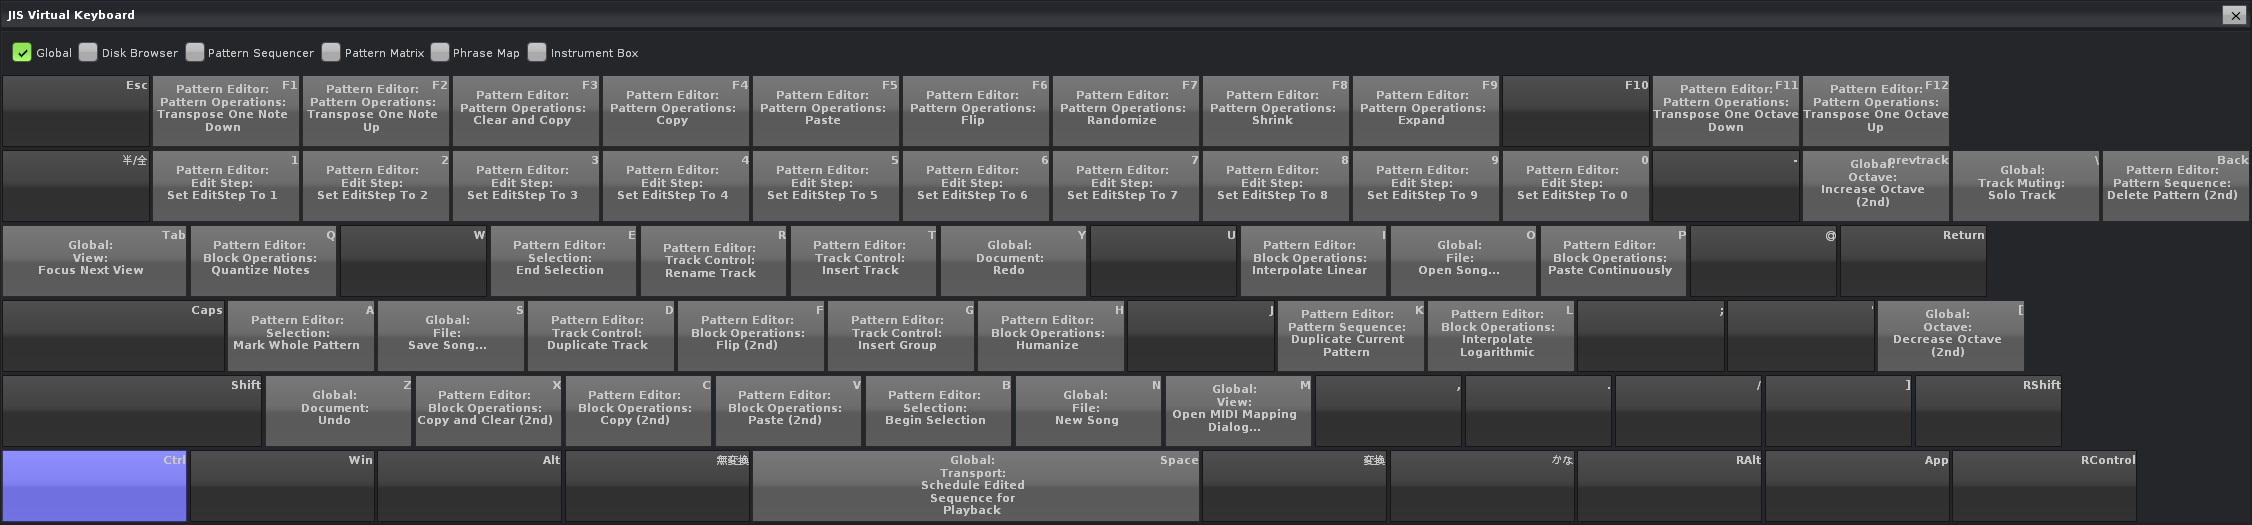 JIS Virtual Keyboard
Global Disk Browser Pattern Sequencer Pattern Matrix Phrase Map Instrument Box
Esc
F1
Pattern Editor:
Pattern Operations:
Transpose One Note
Down
F2
Pattern Editor:
Pattern Operations:
Transpose One Note
Up
F3
Pattern Editor:
Pattern Operations:
Clear and Copy
F4
Pattern Editor:
Pattern Operations:
Copy
F5
Pattern Editor:
Pattern Operations:
Paste
F6
Pattern Editor:
Pattern Operations:
Flip
F7
Pattern Editor:
Pattern Operations:
Randomize
F8
Pattern Editor:
Pattern Operations:
Shrink
F9
Pattern Editor:
Pattern Operations:
Expand
F10
F11
Pattern Editor:
Pattern Operations:
Transpose One Octave
Down
F12
Pattern Editor:
Pattern Operations:
Transpose One Octave
Up
半/全
1
Pattern Editor:
Edit Step:
Set EditStep To 1
2
Pattern Editor:
Edit Step:
Set EditStep To 2
3
Pattern Editor:
Edit Step:
Set EditStep To 3
4
Pattern Editor:
Edit Step:
Set EditStep To 4
5
Pattern Editor:
Edit Step:
Set EditStep To 5
6
Pattern Editor:
Edit Step:
Set EditStep To 6
7
Pattern Editor:
Edit Step:
Set EditStep To 7
8
Pattern Editor:
Edit Step:
Set EditStep To 8
9
Pattern Editor:
Edit Step:
Set EditStep To 9
0
Pattern Editor:
Edit Step:
Set EditStep To 0
-
prevtrack
Global:
Octave:
Increase Octave
(2nd)
\
Global:
Track Muting:
Solo Track
Back
Pattern Editor:
Pattern Sequence:
Delete Pattern (2nd)
Tab
Global:
View:
Focus Next View
Q
Pattern Editor:
Block Operations:
Quantize Notes
W
E
Pattern Editor:
Selection:
End Selection
R
Pattern Editor:
Track Control:
Rename Track
T
Pattern Editor:
Track Control:
Insert Track
Y
Global:
Document:
Redo
U
I
Pattern Editor:
Block Operations:
Interpolate Linear
O
Global:
File:
Open Song...
P
Pattern Editor:
Block Operations:
Paste Continuously
@
Return
Caps
A
Pattern Editor:
Selection:
Mark Whole Pattern
S
Global:
File:
Save Song...
D
Pattern Editor:
Track Control:
Duplicate Track
F
Pattern Editor:
Block Operations:
Flip (2nd)
G
Pattern Editor:
Track Control:
Insert Group
H
Pattern Editor:
Block Operations:
Humanize
J
K
Pattern Editor:
Pattern Sequence:
Duplicate Current
Pattern
L
Pattern Editor:
Block Operations:
Interpolate
Logarithmic
;
'
[
Global:
Octave:
Decrease Octave
(2nd)
Shift
Z
Global:
Document:
Undo
X
Pattern Editor:
Block Operations:
Copy and Clear (2nd)
C
Pattern Editor:
Block Operations:
Copy (2nd)
V
Pattern Editor:
Block Operations:
Paste (2nd)
B
Pattern Editor:
Selection:
Begin Selection
N
Global:
File:
New Song
M
Global:
View:
Open MIDI Mapping
Dialog...
,
.
/
]
RShift
Ctrl
Win
Alt
無変換
Space
Global:
Transport:
Schedule Edited
Sequence for
Playback
変換
かな
RAlt
App
RControl